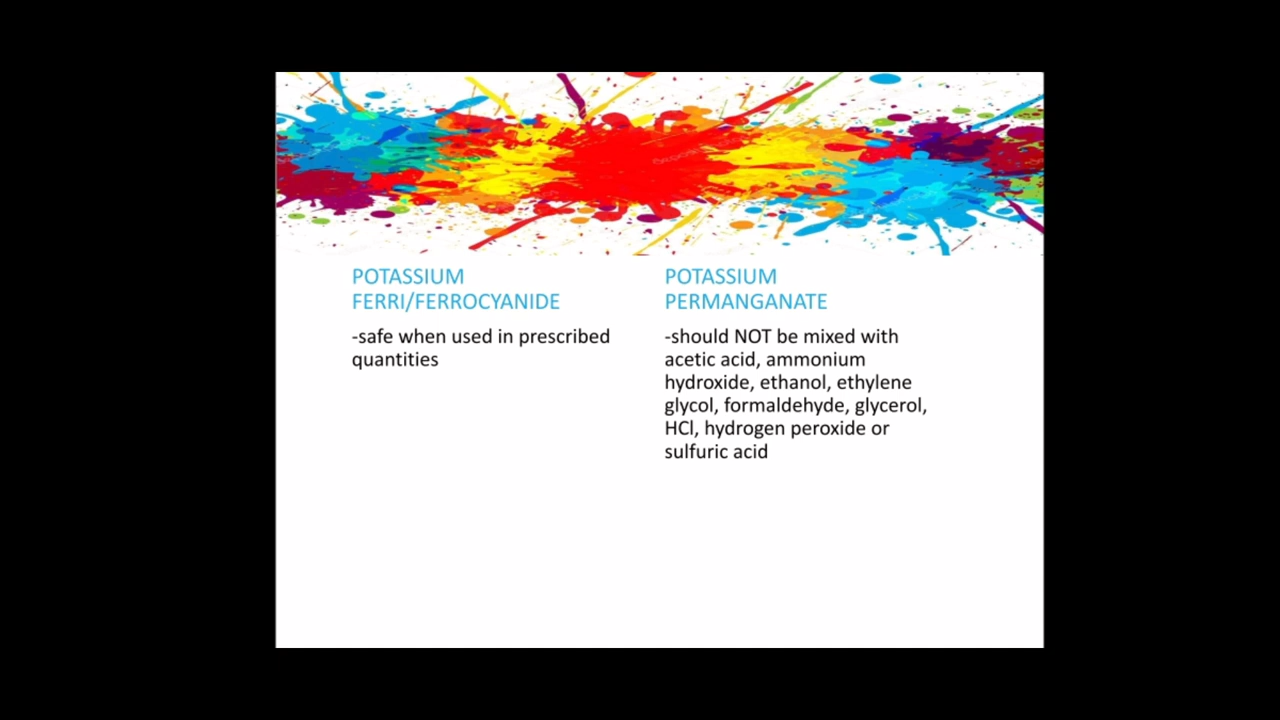 POTASSIUM
FERRI/FERROCYANIDE
-safe when used in prescribed
quantities
POTASSIUM
PERMANGANATE
-should NOT be mixed with
acetic acid, ammonium
hydroxide, ethanol, ethylene
glycol, formaldehyde, glycerol,
HCl, hydrogen peroxide or
sulfuric acid